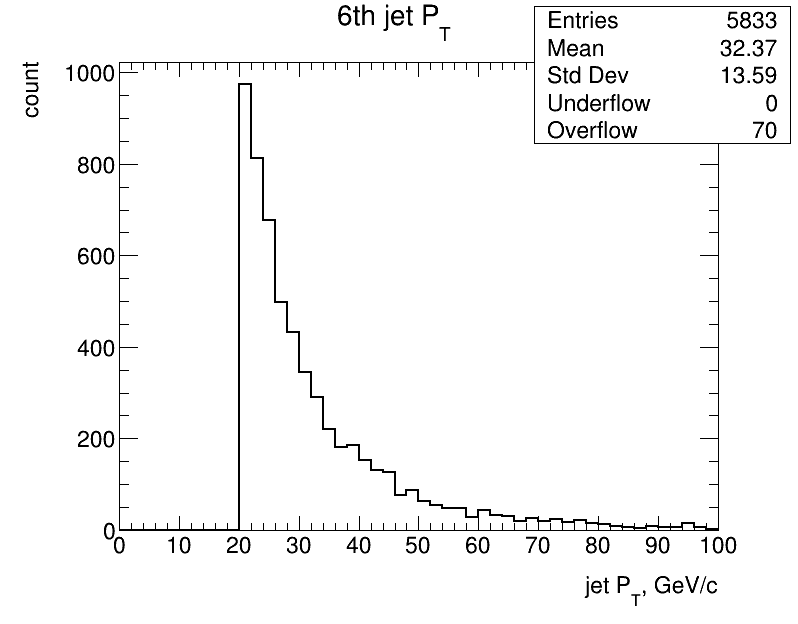 6th jet P_T
Entries 5833
Mean 32.37
Std Dev 13.59
Underflow 0
Overflow 70
count
1000
800
600
400
200
0
0 10 20 30 40 50 60 70 80 90 100
jet P_T, GeV/c